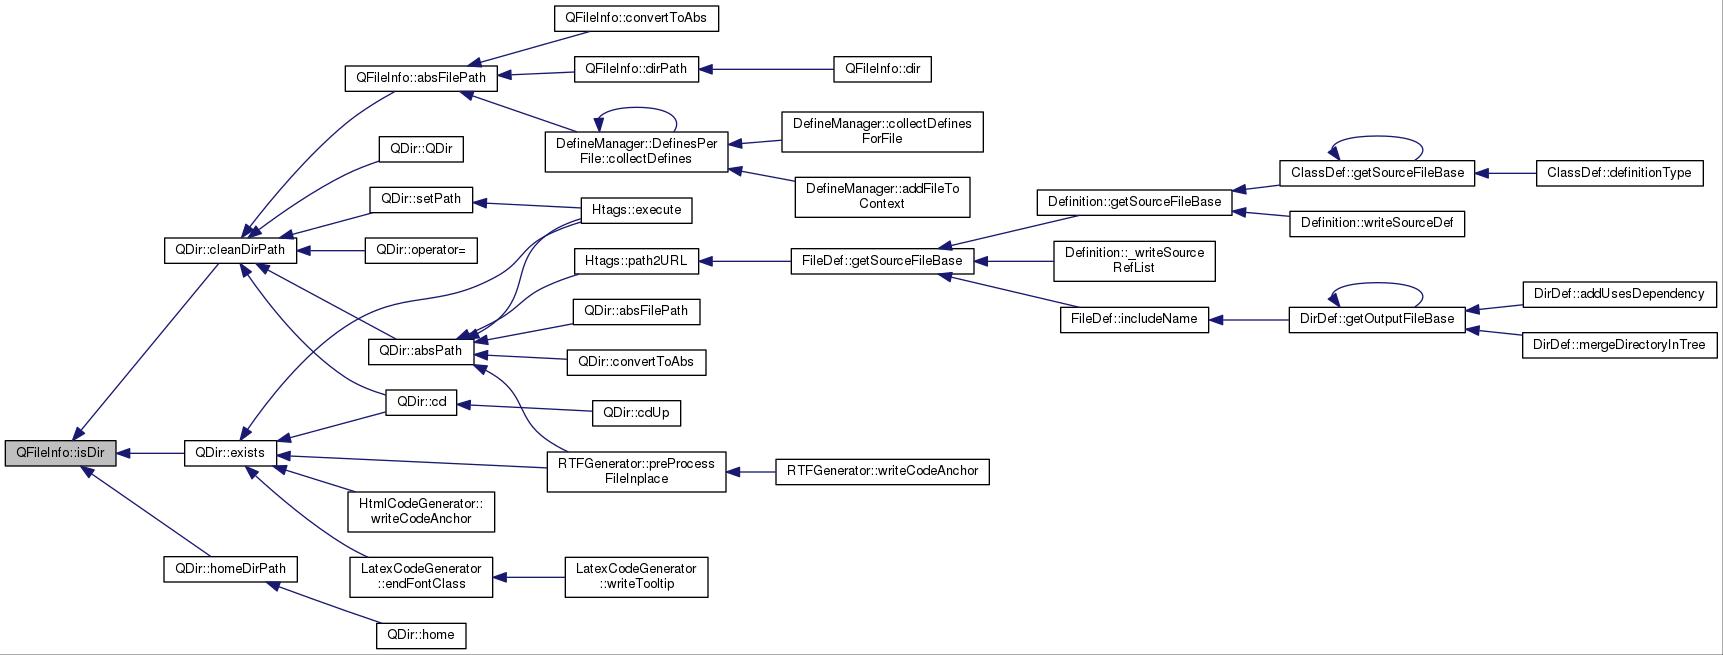 QFileInfo::convertToAbs
QFileInfo::absFilePath
QFileInfo::dirPath
QFileInfo::dir
DefineManager::DefinesPer
File::collectDefines
DefineManager::collectDefines
ForFile
DefineManager::addFileTo
Context
QDir::QDir
QDir::setPath
Htags::execute
QDir::cleanDirPath
QDir::operator=
Htags::path2URL
FileDef::getSourceFileBase
Definition::getSourceFileBase
ClassDef::getSourceFileBase
ClassDef::definitionType
Definition::writeSourceDef
Definition::_writeSource
RefList
FileDef::includeName
DirDef::getOutputFileBase
DirDef::addUsesDependency
DirDef::mergeDirectoryInTree
QDir::absFilePath
QDir::absPath
QDir::convertToAbs
QDir::cd
QDir::cdUp
QFileInfo::isDir
QDir::exists
RTFGenerator::preProcess
FileInplace
RTFGenerator::writeCodeAnchor
HtmlCodeGenerator::
writeCodeAnchor
QDir::homeDirPath
LatexCodeGenerator
::endFontClass
LatexCodeGenerator
::writeTooltip
QDir::home